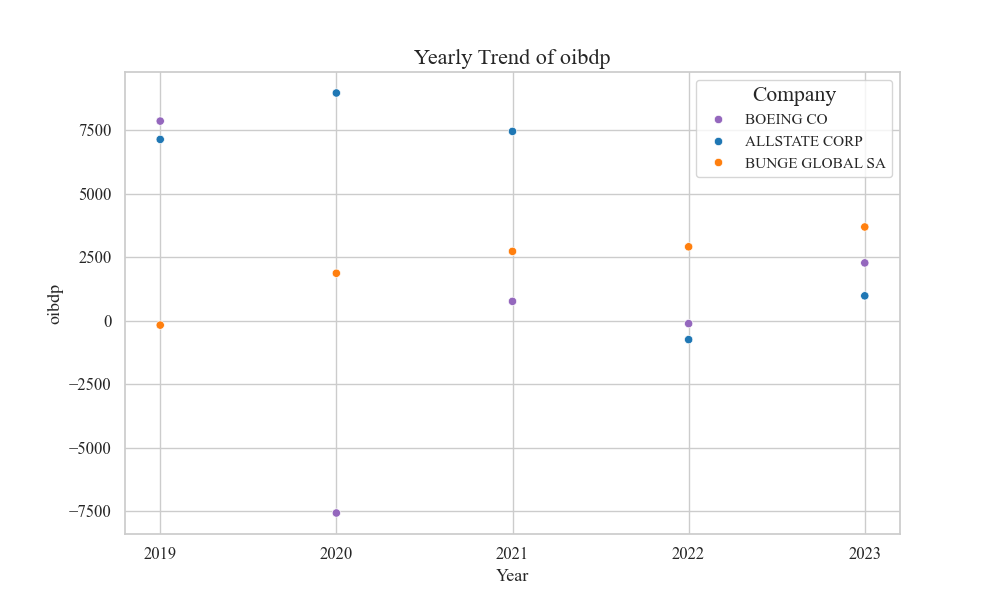 Yearly Trend of oibdp
Company
BOEING CO
ALLSTATE CORP
BUNGE GLOBAL SA
oibdp
7500
5000
2500
0
−2500
−5000
−7500
2019 2020 2021 2022 2023
Year